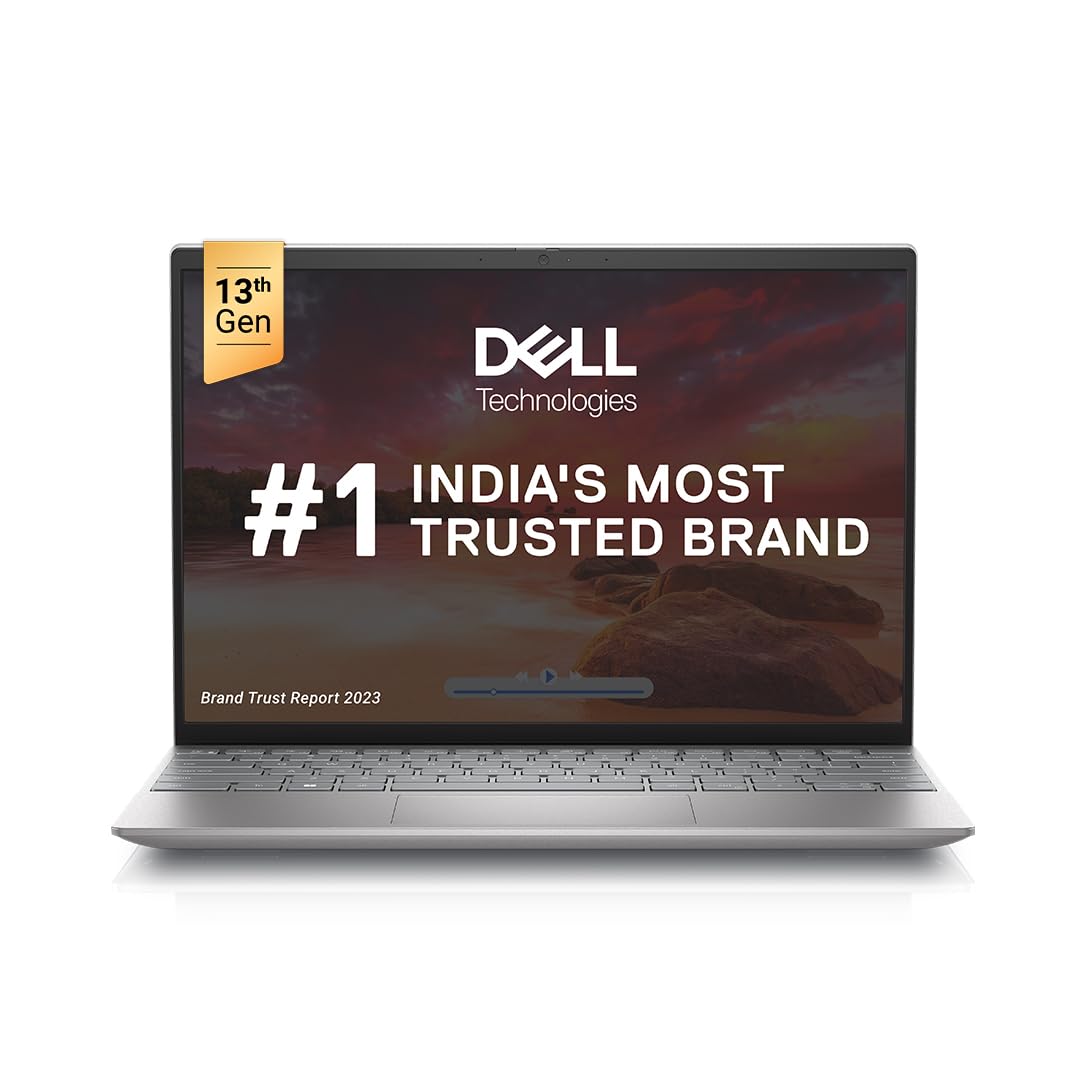 13th
Gen
DELL
Technologies
#1 INDIA'S MOST
TRUSTED BRAND
Brand Trust Report 2023